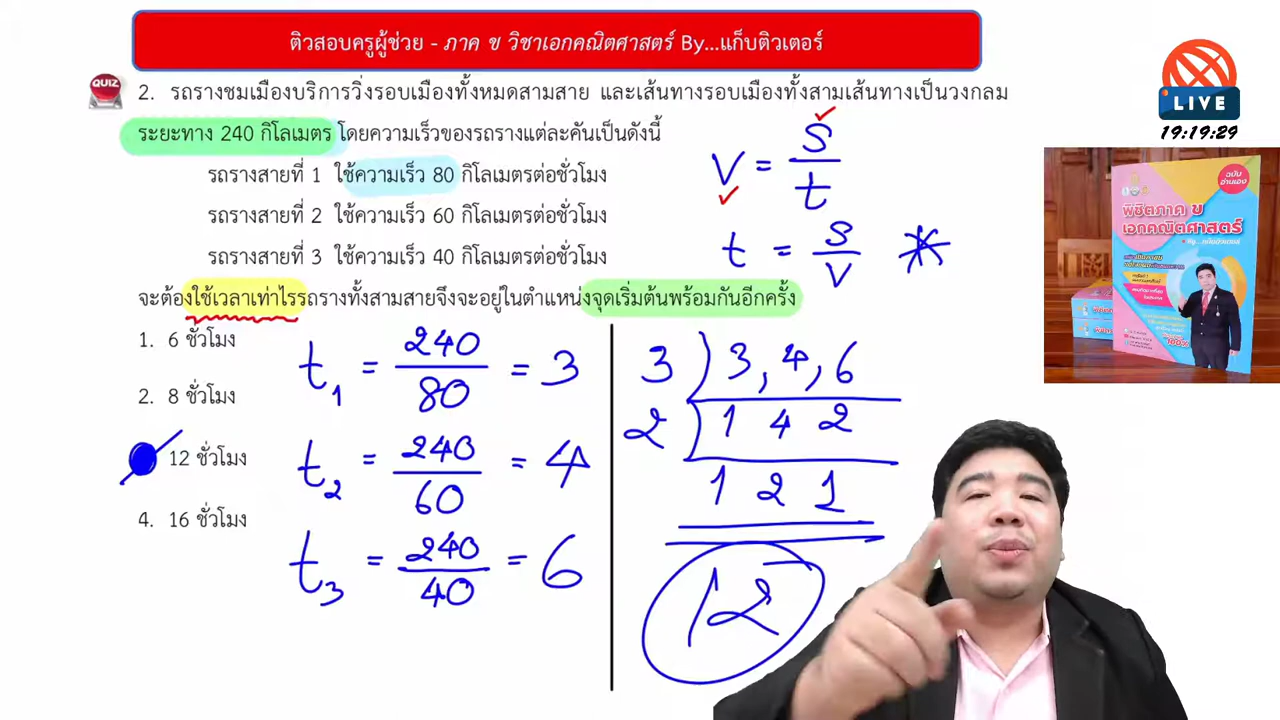 ติวสอบครูผู้ช่วย - ภาค ข วิชาเอกคณิตศาสตร์ By...แก็บติวเตอร์
QUIZ
2. รถรางชมเมืองบริการวิ่งรอบเมืองทั้งหมดสามสาย และเส้นทางรอบเมืองทั้งสามเส้นทางเป็นวงกลม
ระยะทาง 240 กิโลเมตร โดยความเร็วของรถรางแต่ละคันเป็นดังนี้
รถรางสายที่ 1 ใช้ความเร็ว 80 กิโลเมตรต่อชั่วโมง
รถรางสายที่ 2 ใช้ความเร็ว 60 กิโลเมตรต่อชั่วโมง
รถรางสายที่ 3 ใช้ความเร็ว 40 กิโลเมตรต่อชั่วโมง
จะต้องใช้เวลาเท่าไรรถรางทั้งสามสายจึงจะอยู่ในตำแหน่งจุดเริ่มต้นพร้อมกันอีกครั้ง
1. 6 ชั่วโมง
2. 8 ชั่วโมง
12 ชั่วโมง
4. 16 ชั่วโมง
V = S/t
t = S/V *
t1 = 240/80 = 3
t2 = 240/60 = 4
t3 = 240/40 = 6
3 ) 3, 4, 6
2 ) 1 4 2
1 2 1
12
LIVE
19:19:29
ฉบับ
อ่านเอง
พิชิตภาค ข
เอกคณิตศาสตร์